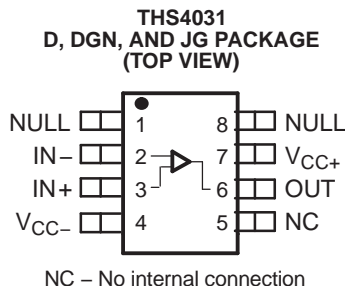 THS4031
D, DGN, AND JG PACKAGE
(TOP VIEW)
NULL 1 8 NULL
IN− 2 7 VCC+
IN+ 3 6 OUT
VCC− 4 5 NC
NC − No internal connection